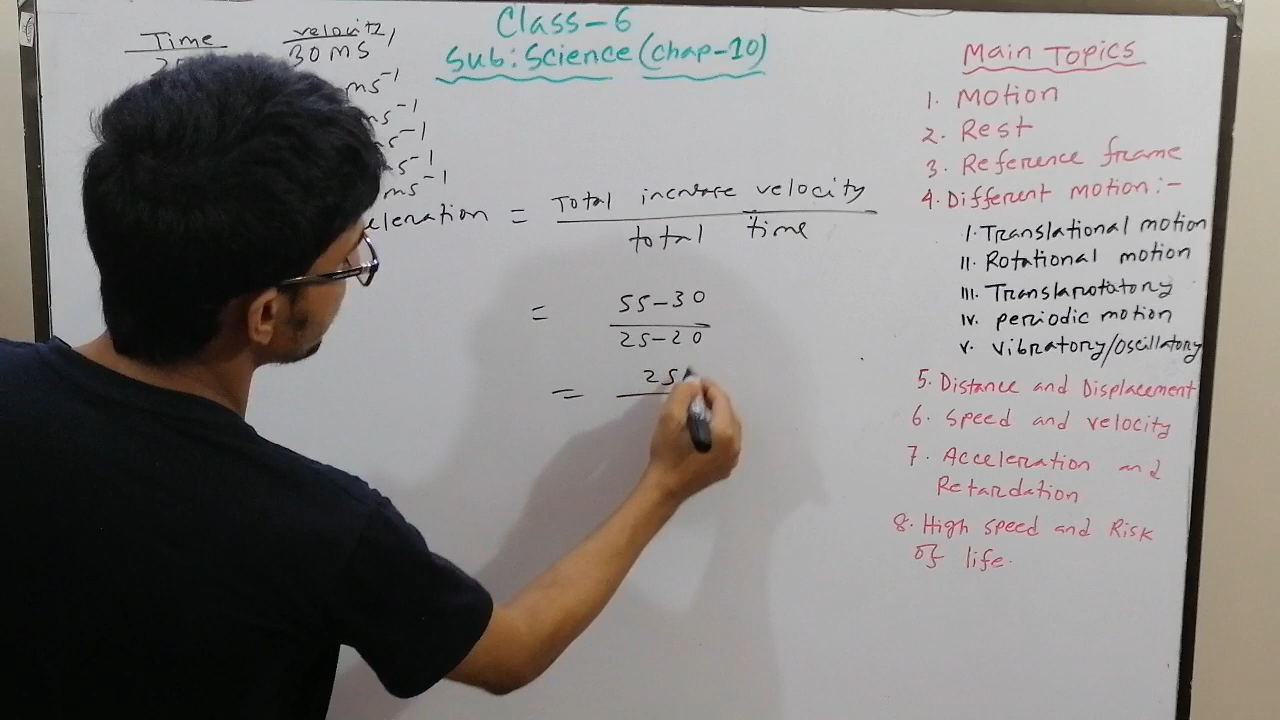 Class-6
Sub: Science (chap-10)
Time velocity
30 ms
ms⁻¹
ms⁻¹
ms⁻¹
ms⁻¹
ms⁻¹
= Total increase velocity
total time
= 55-30
25-20
= 25
Main Topics
1. Motion
2. Rest
3. Reference frame
4. Different motion:-
I. Translational motion
II. Rotational motion
III. Translarotatory
IV. periodic motion
V. vibratory/oscillatory
5. Distance and Displacement
6. Speed and velocity
7. Acceleration and
Retardation
8. High speed and Risk
of life.